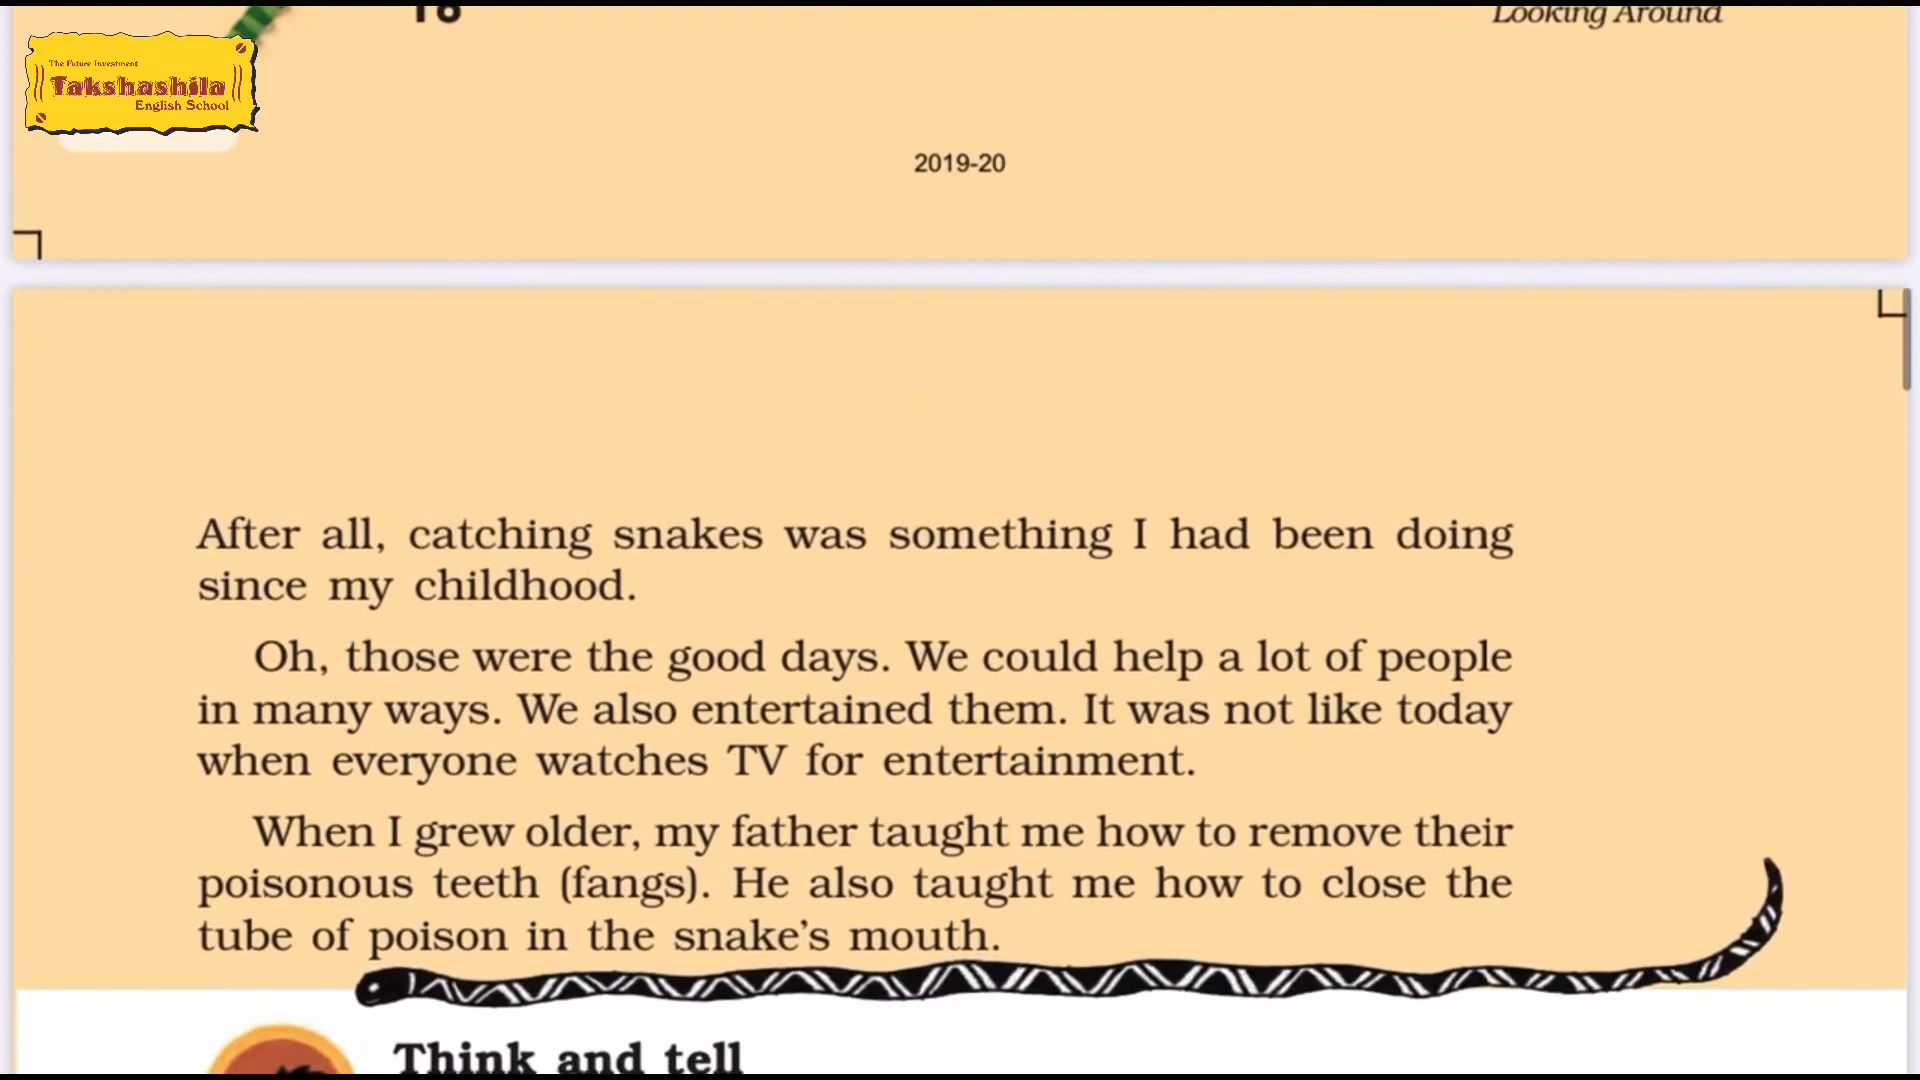 18
Looking Around
The Future Investment
Takshashila
English School
2019-20
After all, catching snakes was something I had been doing
since my childhood.
Oh, those were the good days. We could help a lot of people
in many ways. We also entertained them. It was not like today
when everyone watches TV for entertainment.
When I grew older, my father taught me how to remove their
poisonous teeth (fangs). He also taught me how to close the
tube of poison in the snake's mouth.
Think and tell